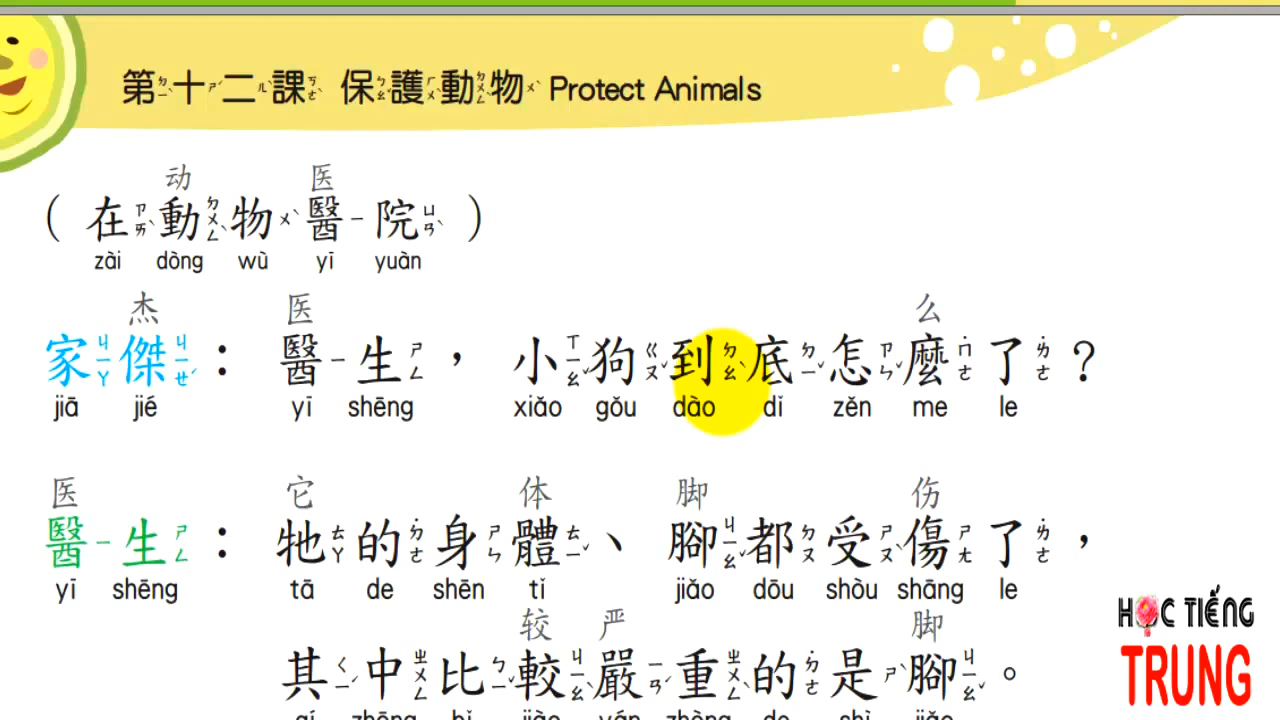 第十二課 保護動物 Protect Animals
动 医
（在動物醫院）
zài dòng wù yī yuàn
杰 医 么
家傑：醫生，小狗到底怎麼了？
jiā jié yī shēng xiǎo gǒu dào dǐ zěn me le
医 它 体 脚 伤
醫生：牠的身體、腳都受傷了，
yī shēng tā de shēn tǐ jiǎo dōu shòu shāng le
较 严 脚
其中比較嚴重的是腳。
HỌC TIẾNG
TRUNG